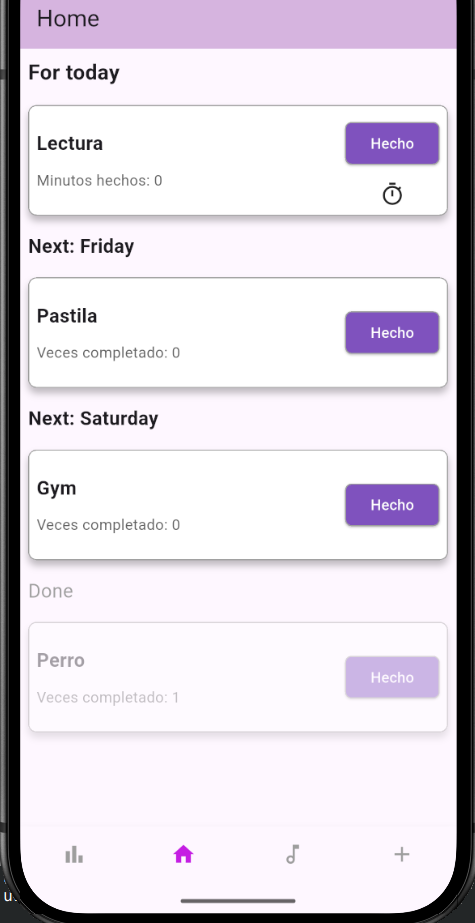 Home
For today
Lectura
Hecho
Minutos hechos: 0
Next: Friday
Pastila
Hecho
Veces completado: 0
Next: Saturday
Gym
Hecho
Veces completado: 0
Done
Perro
Hecho
Veces completado: 1